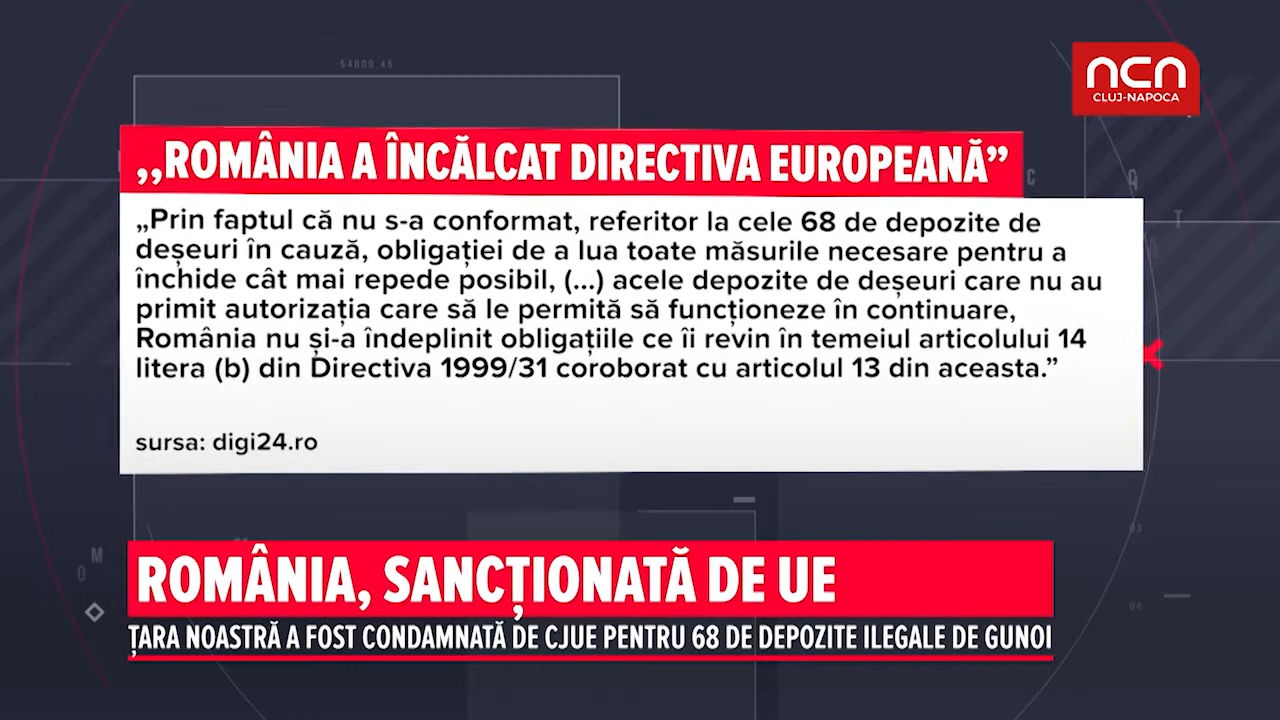 54000.45
ncn
CLUJ-NAPOCA
,,ROMÂNIA A ÎNCĂLCAT DIRECTIVA EUROPEANĂ”
„Prin faptul că nu s-a conformat, referitor la cele 68 de depozite de
deșeuri în cauză, obligației de a lua toate măsurile necesare pentru a
închide cât mai repede posibil, (...) acele depozite de deșeuri care nu au
primit autorizația care să le permită să funcționeze în continuare,
România nu și-a îndeplinit obligațiile ce îi revin în temeiul articolului 14
litera (b) din Directiva 1999/31 coroborat cu articolul 13 din aceasta.”
sursa: digi24.ro
C
Q
T
M
O
03
04
ROMÂNIA, SANCȚIONATĂ DE UE
ȚARA NOASTRĂ A FOST CONDAMNATĂ DE CJUE PENTRU 68 DE DEPOZITE ILEGALE DE GUNOI